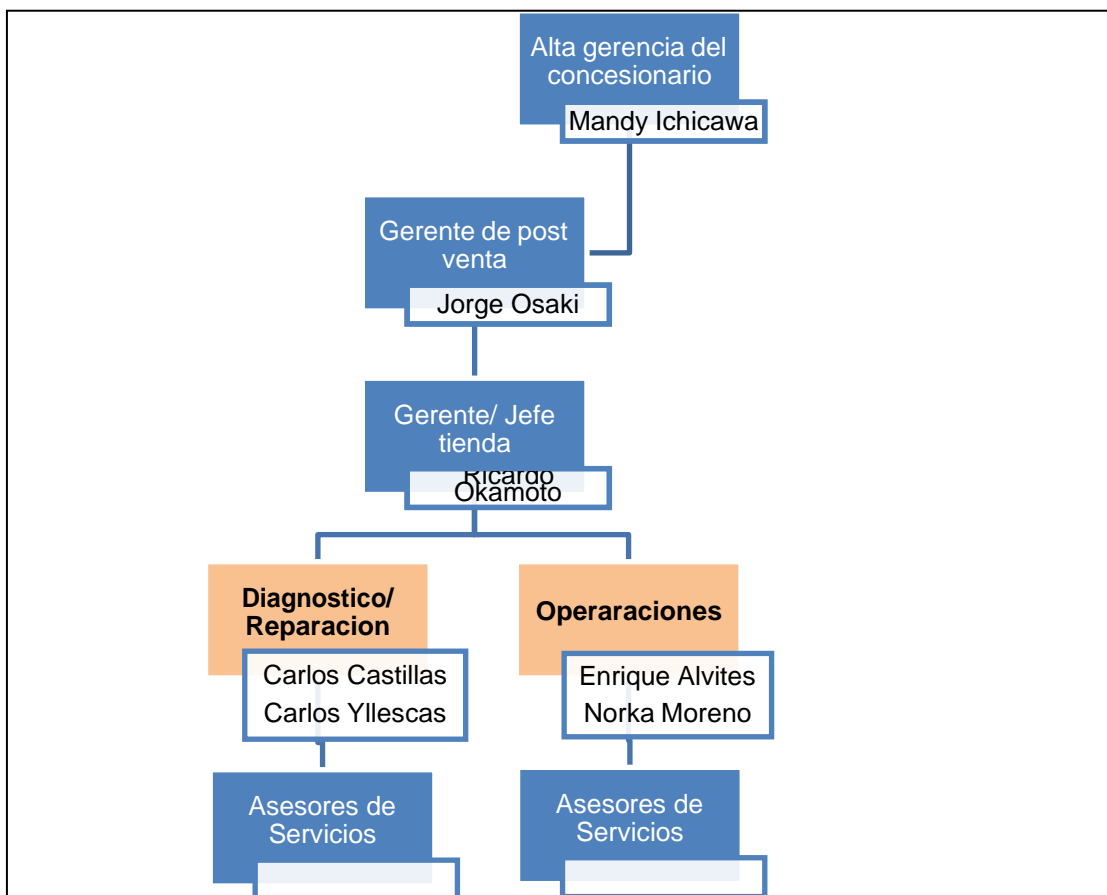 Alta gerencia del
concesionario
Mandy Ichicawa
Gerente de post
venta
Jorge Osaki
Gerente/ Jefe
tienda
Ricardo
Okamoto
Diagnostico/
Reparacion
Carlos Castillas
Carlos Yllescas
Operaraciones
Enrique Alvites
Norka Moreno
Asesores de
Servicios
Asesores de
Servicios